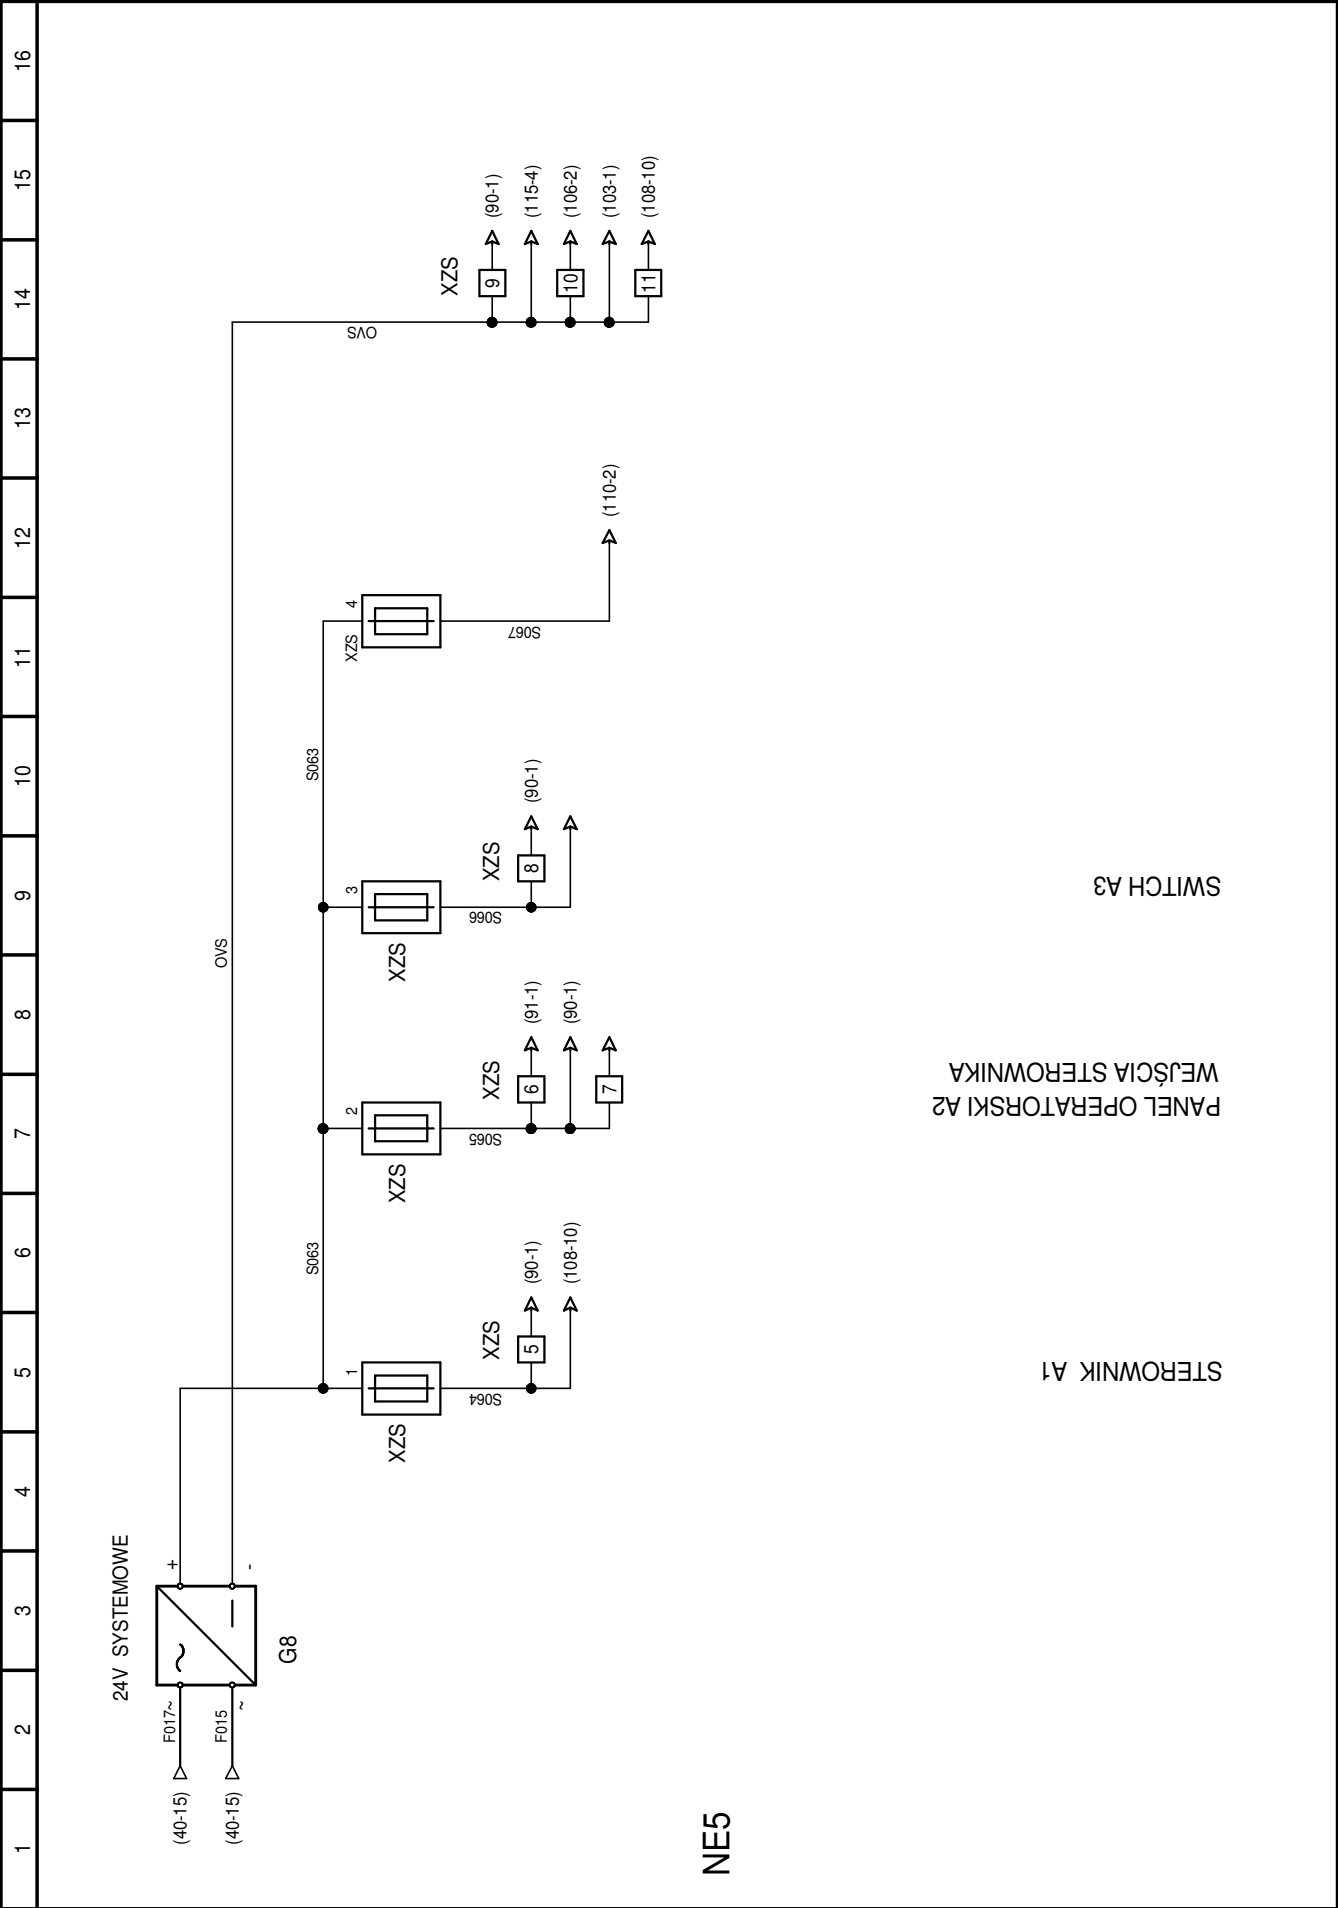 1 2 3 4 5 6 7 8 9 10 11 12 13 14 15 16
24V SYSTEMOWE
(40-15) F017 ~ +
(40-15) F015 ~ -
G8
OVS
OVS
S063
S063
XZS 1
S064
XZS
5 (90-1)
(108-10)
XZS 2
S065
XZS
6 (91-1)
(90-1)
7
XZS 3
S066
XZS
8 (90-1)
XZS 4
S067
(110-2)
XZS
9 (90-1)
(115-4)
10 (106-2)
(103-1)
11 (108-10)
NE5
STEROWNIK A1
PANEL OPERATORSKI A2
WEJŚCIA STEROWNIKA
SWITCH A3